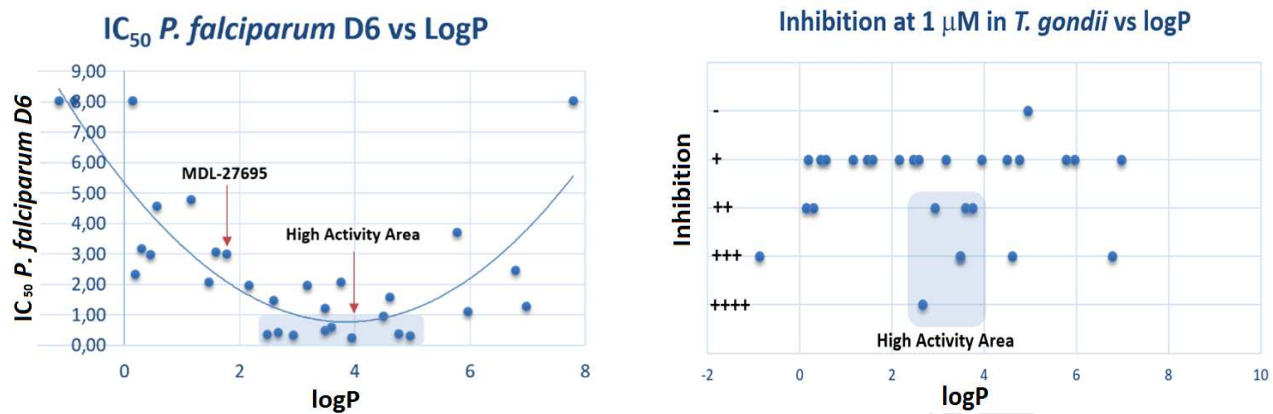 IC50 P. falciparum D6 vs LogP
IC50 P. falciparum D6
9,00
8,00
7,00
6,00
5,00
4,00
3,00
2,00
1,00
0,00
MDL-27695
High Activity Area
0 2 4 6 8
logP
Inhibition at 1 μM in T. gondii vs logP
Inhibition
-
+
++
+++
++++
High Activity Area
-2 0 2 4 6 8 10
logP